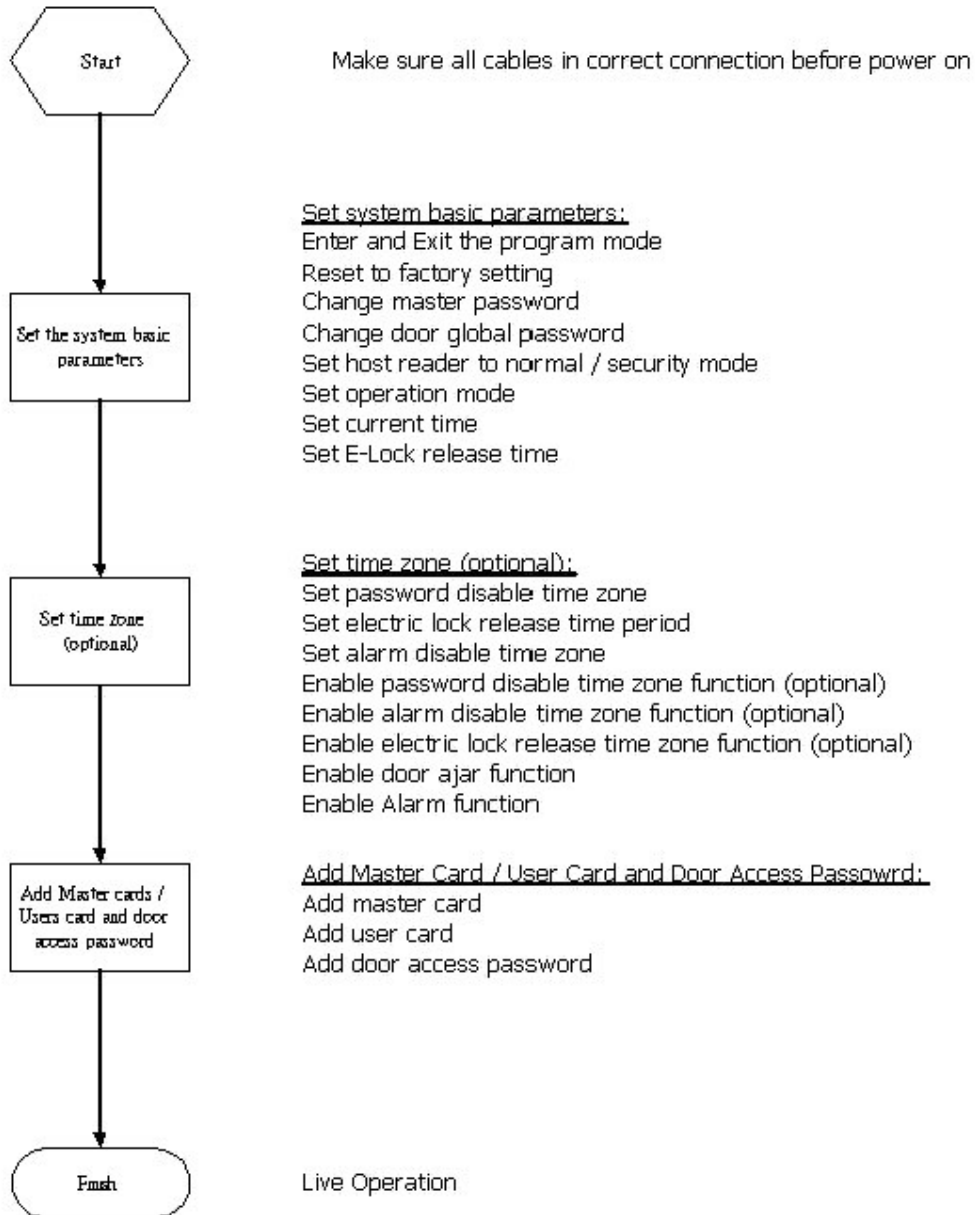 Start
Make sure all cables in correct connection before power on
Set the system basic
parameters
Set system basic parameters:
Enter and Exit the program mode
Reset to factory setting
Change master password
Change door global password
Set host reader to normal / security mode
Set operation mode
Set current time
Set E-Lock release time
Set time zone
(optional)
Set time zone (optional):
Set password disable time zone
Set electric lock release time period
Set alarm disable time zone
Enable password disable time zone function (optional)
Enable alarm disable time zone function (optional)
Enable electric lock release time zone function (optional)
Enable door ajar function
Enable Alarm function
Add Master cards /
Users card and door
access password
Add Master Card / User Card and Door Access Passowrd:
Add master card
Add user card
Add door access password
Finish
Live Operation